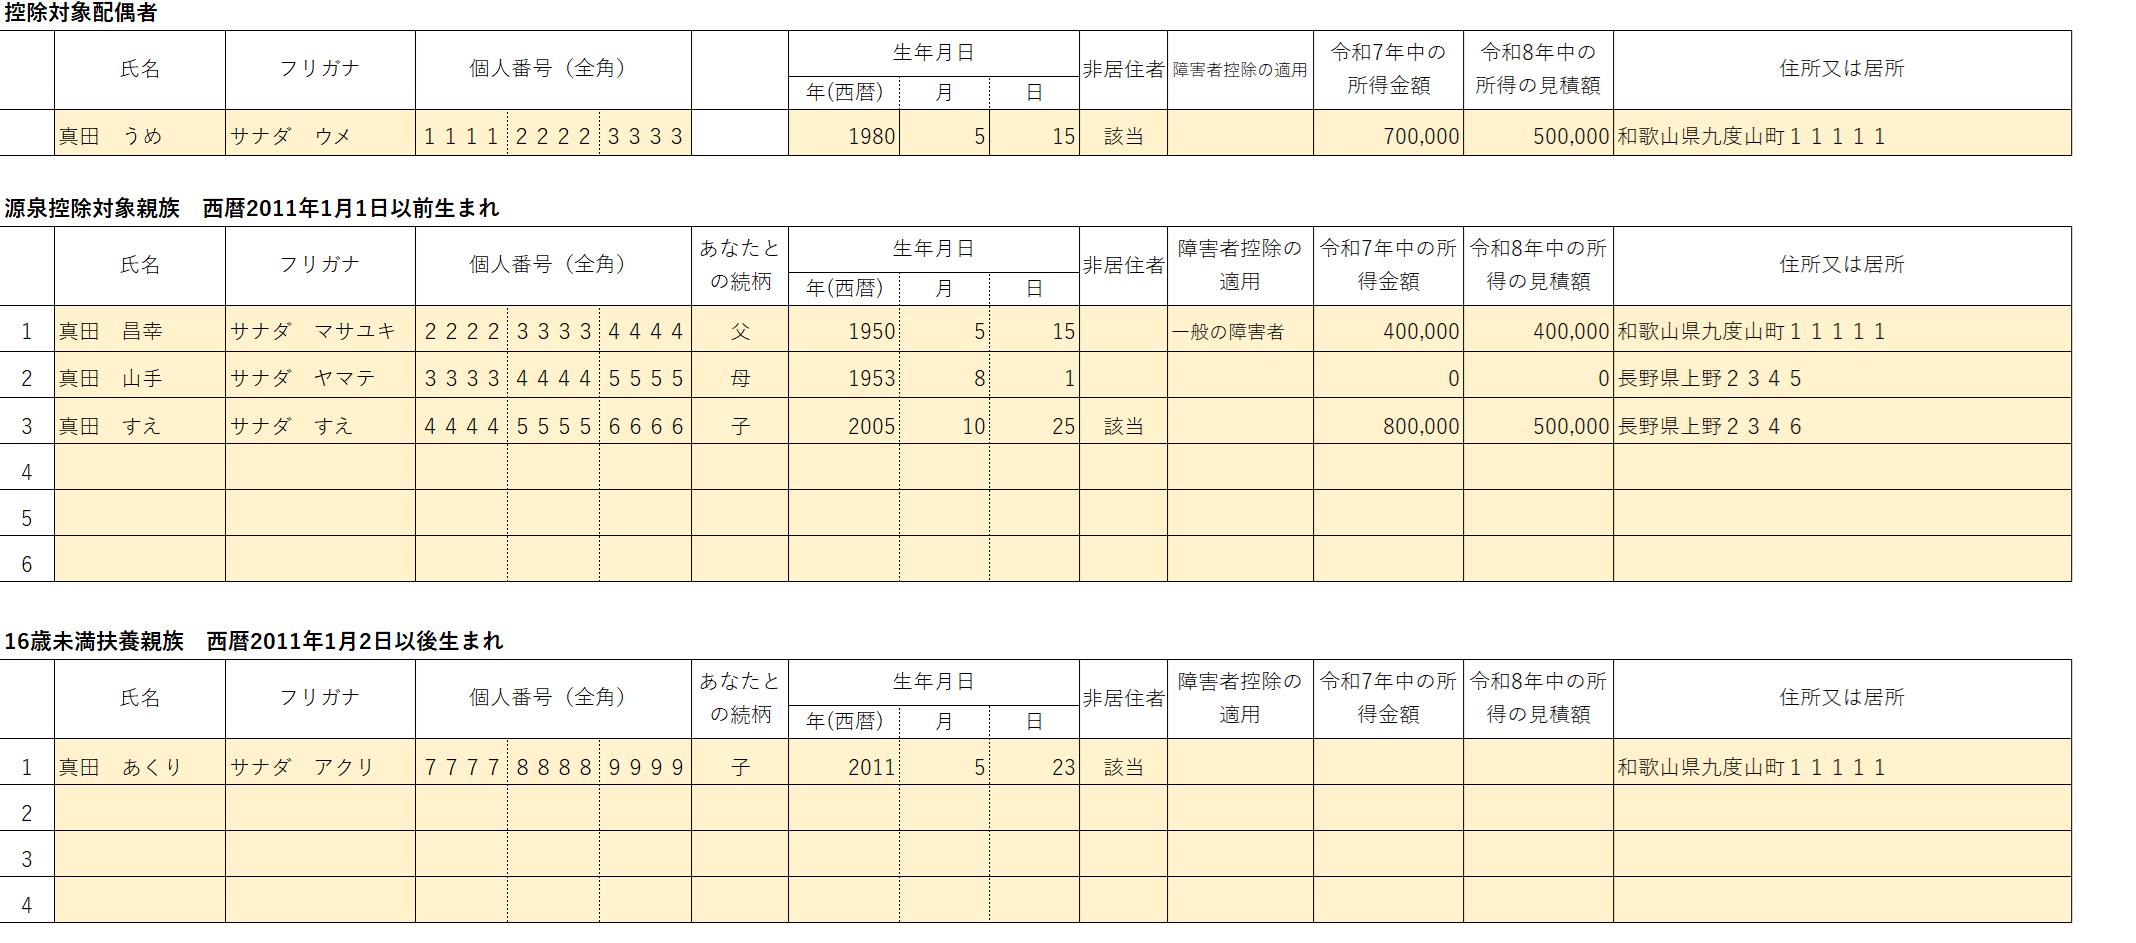 控除対象配偶者
氏名 フリガナ 個人番号（全角） 生年月日 非居住者 障害者控除の適用 令和7年中の所得金額 令和8年中の所得の見積額 住所又は居所
年(西暦) 月 日
真田　うめ サナダ　ウメ １１１１ ２２２２ ３３３３ 1980 5 15 該当 700,000 500,000 和歌山県九度山町１１１１１
源泉控除対象親族　西暦2011年1月1日以前生まれ
氏名 フリガナ 個人番号（全角） あなたとの続柄 生年月日 非居住者 障害者控除の適用 令和7年中の所得金額 令和8年中の所得の見積額 住所又は居所
年(西暦) 月 日
1 真田　昌幸 サナダ　マサユキ ２２２２ ３３３３ ４４４４ 父 1950 5 15 一般の障害者 400,000 400,000 和歌山県九度山町１１１１１
2 真田　山手 サナダ　ヤマテ ３３３３ ４４４４ ５５５５ 母 1953 8 1 0 0 長野県上野２３４５
3 真田　すえ サナダ　すえ ４４４４ ５５５５ ６６６６ 子 2005 10 25 該当 800,000 500,000 長野県上野２３４６
4
5
6
16歳未満扶養親族　西暦2011年1月2日以後生まれ
氏名 フリガナ 個人番号（全角） あなたとの続柄 生年月日 非居住者 障害者控除の適用 令和7年中の所得金額 令和8年中の所得の見積額 住所又は居所
年(西暦) 月 日
1 真田　あくり サナダ　アクリ ７７７７ ８８８８ ９９９９ 子 2011 5 23 該当 和歌山県九度山町１１１１１
2
3
4